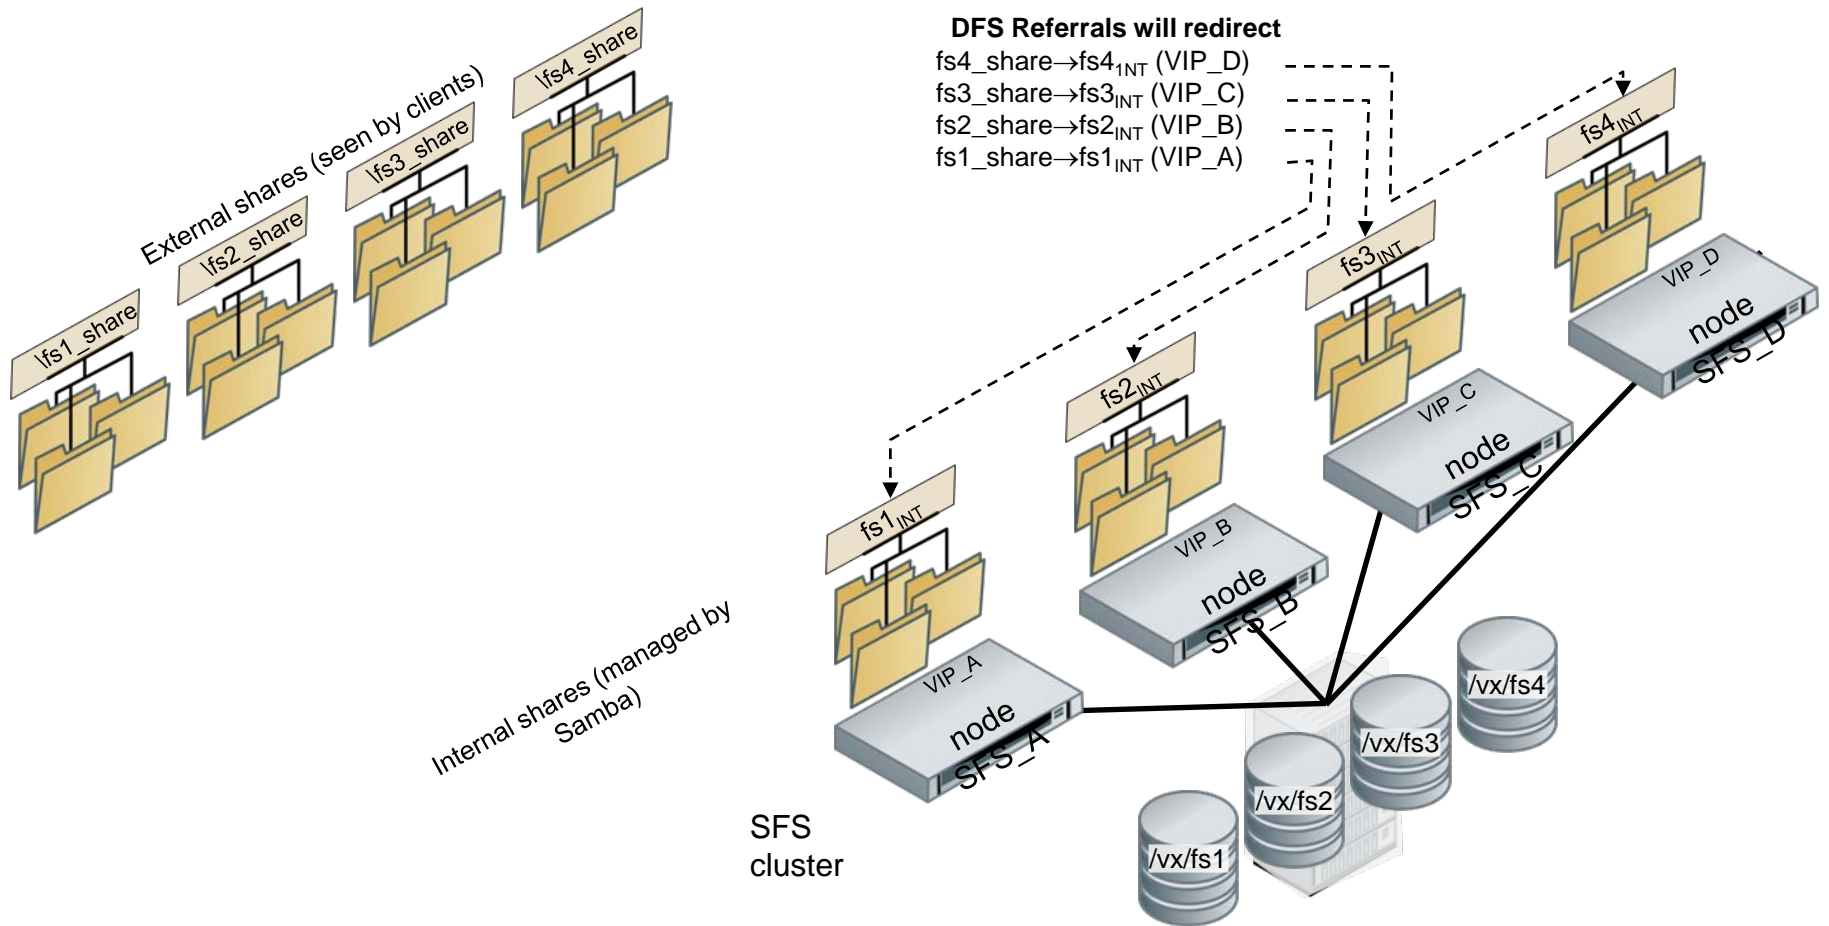 DFS Referrals will redirect
fs4_share→fs4₁NT (VIP_D)
fs3_share→fs3INT (VIP_C)
fs2_share→fs2INT (VIP_B)
fs1_share→fs1INT (VIP_A)
External shares (seen by clients)
\fs4_share
\fs3_share
\fs2_share
\fs1_share
fs4INT
fs3INT
fs2INT
fs1INT
VIP_D
node
SFS_D
VIP_C
node
SFS_C
VIP_B
node
SFS_B
VIP_A
node
SFS_A
Internal shares (managed by
Samba)
/vx/fs4
/vx/fs3
/vx/fs2
/vx/fs1
SFS
cluster